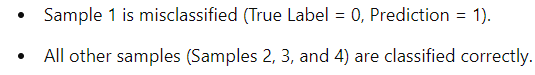 • Sample 1 is misclassified (True Label = 0, Prediction = 1).
• All other samples (Samples 2, 3, and 4) are classified correctly.